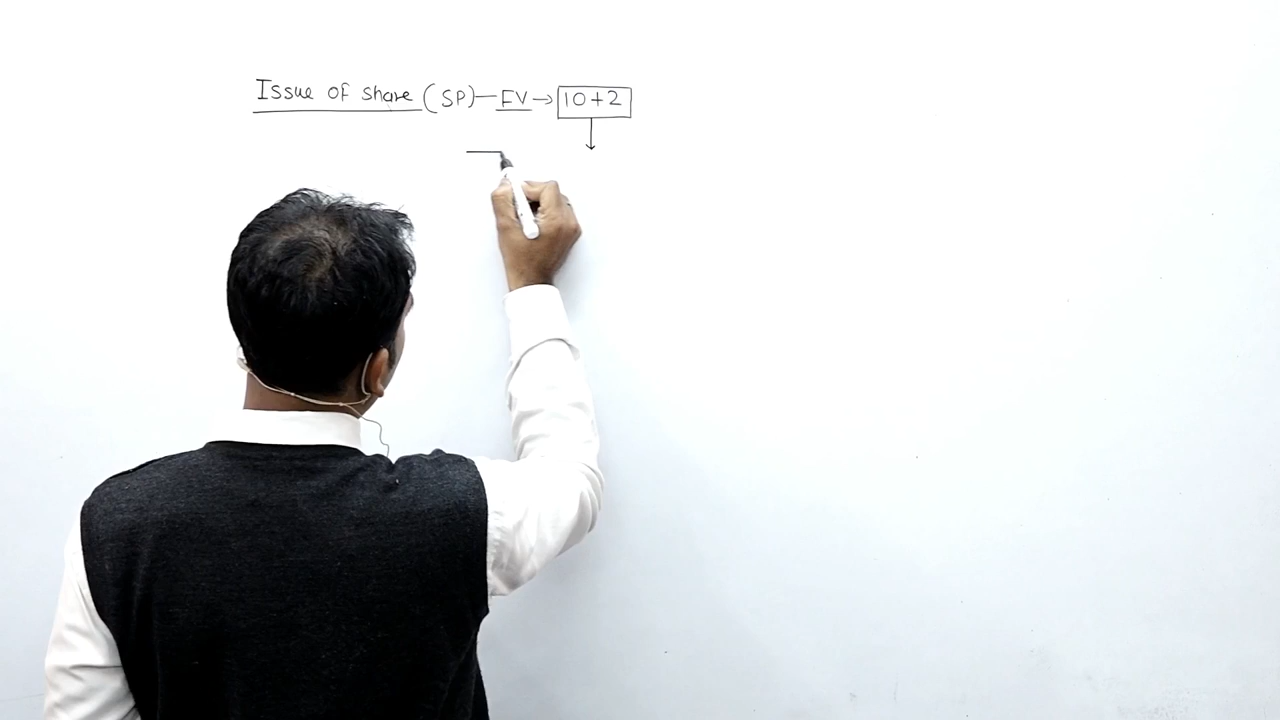 Issue of share (SP)—FV→ 10+2